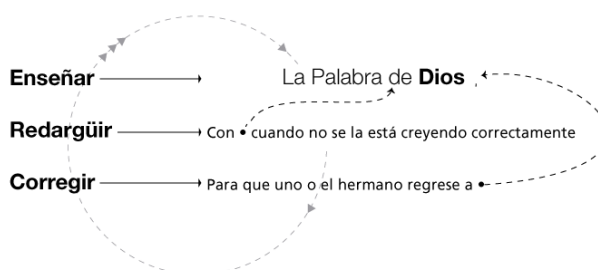 Enseñar La Palabra de Dios
Redargüir Con • cuando no se la está creyendo correctamente
Corregir Para que uno o el hermano regrese a •